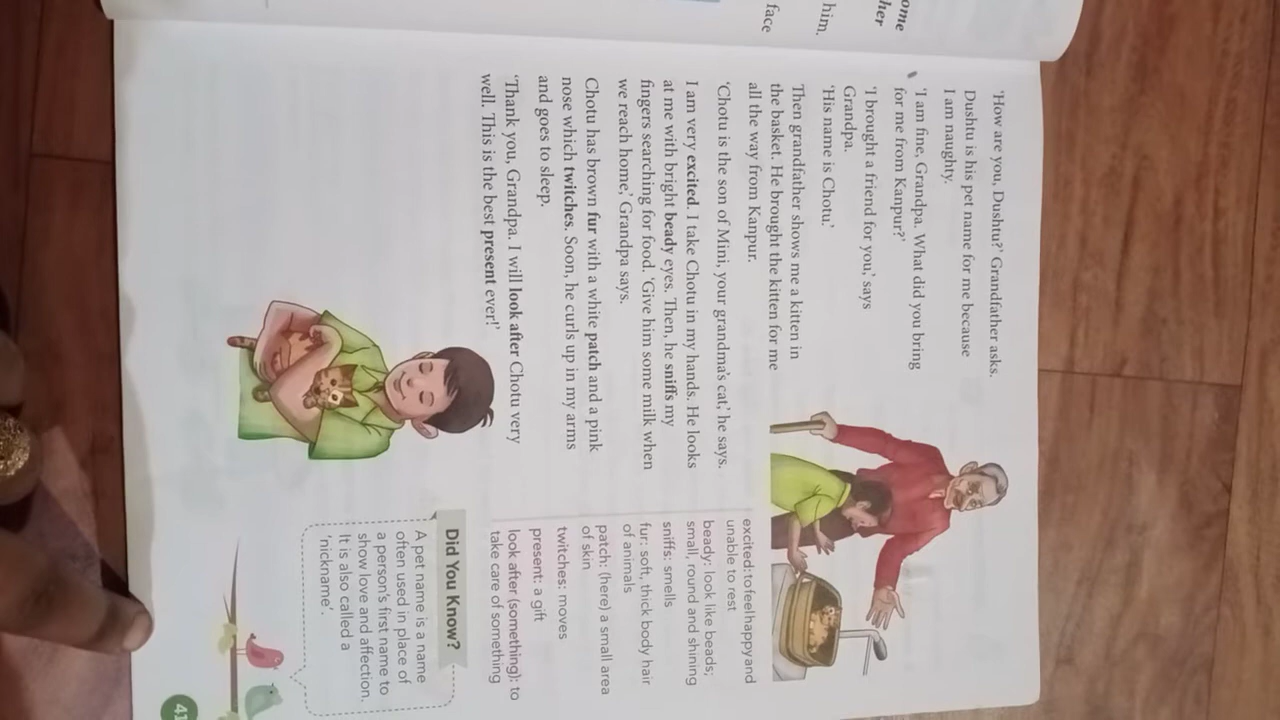 ome
her
him.
face
'How are you, Dushtu?' Grandfather asks.
Dushtu is his pet name for me because
I am naughty.
'I am fine, Grandpa. What did you bring
for me from Kanpur?'
'I brought a friend for you,' says
Grandpa.
'His name is Chotu.'
Then grandfather shows me a kitten in
the basket. He brought the kitten for me
all the way from Kanpur.
'Chotu is the son of Mini, your grandma's cat,' he says.
I am very excited. I take Chotu in my hands. He looks
at me with bright beady eyes. Then, he sniffs my
fingers searching for food. 'Give him some milk when
we reach home,' Grandpa says.
Chotu has brown fur with a white patch and a pink
nose which twitches. Soon, he curls up in my arms
and goes to sleep.
'Thank you, Grandpa. I will look after Chotu very
well. This is the best present ever!'
excited: to feel happy and
unable to rest
beady: look like beads;
small, round and shining
sniffs: smells
fur: soft, thick body hair
of animals
patch: (here) a small area
of skin
twitches: moves
present: a gift
look after (something): to
take care of something
Did You Know?
A pet name is a name
often used in place of
a person's first name to
show love and affection.
It is also called a
'nickname'.
41